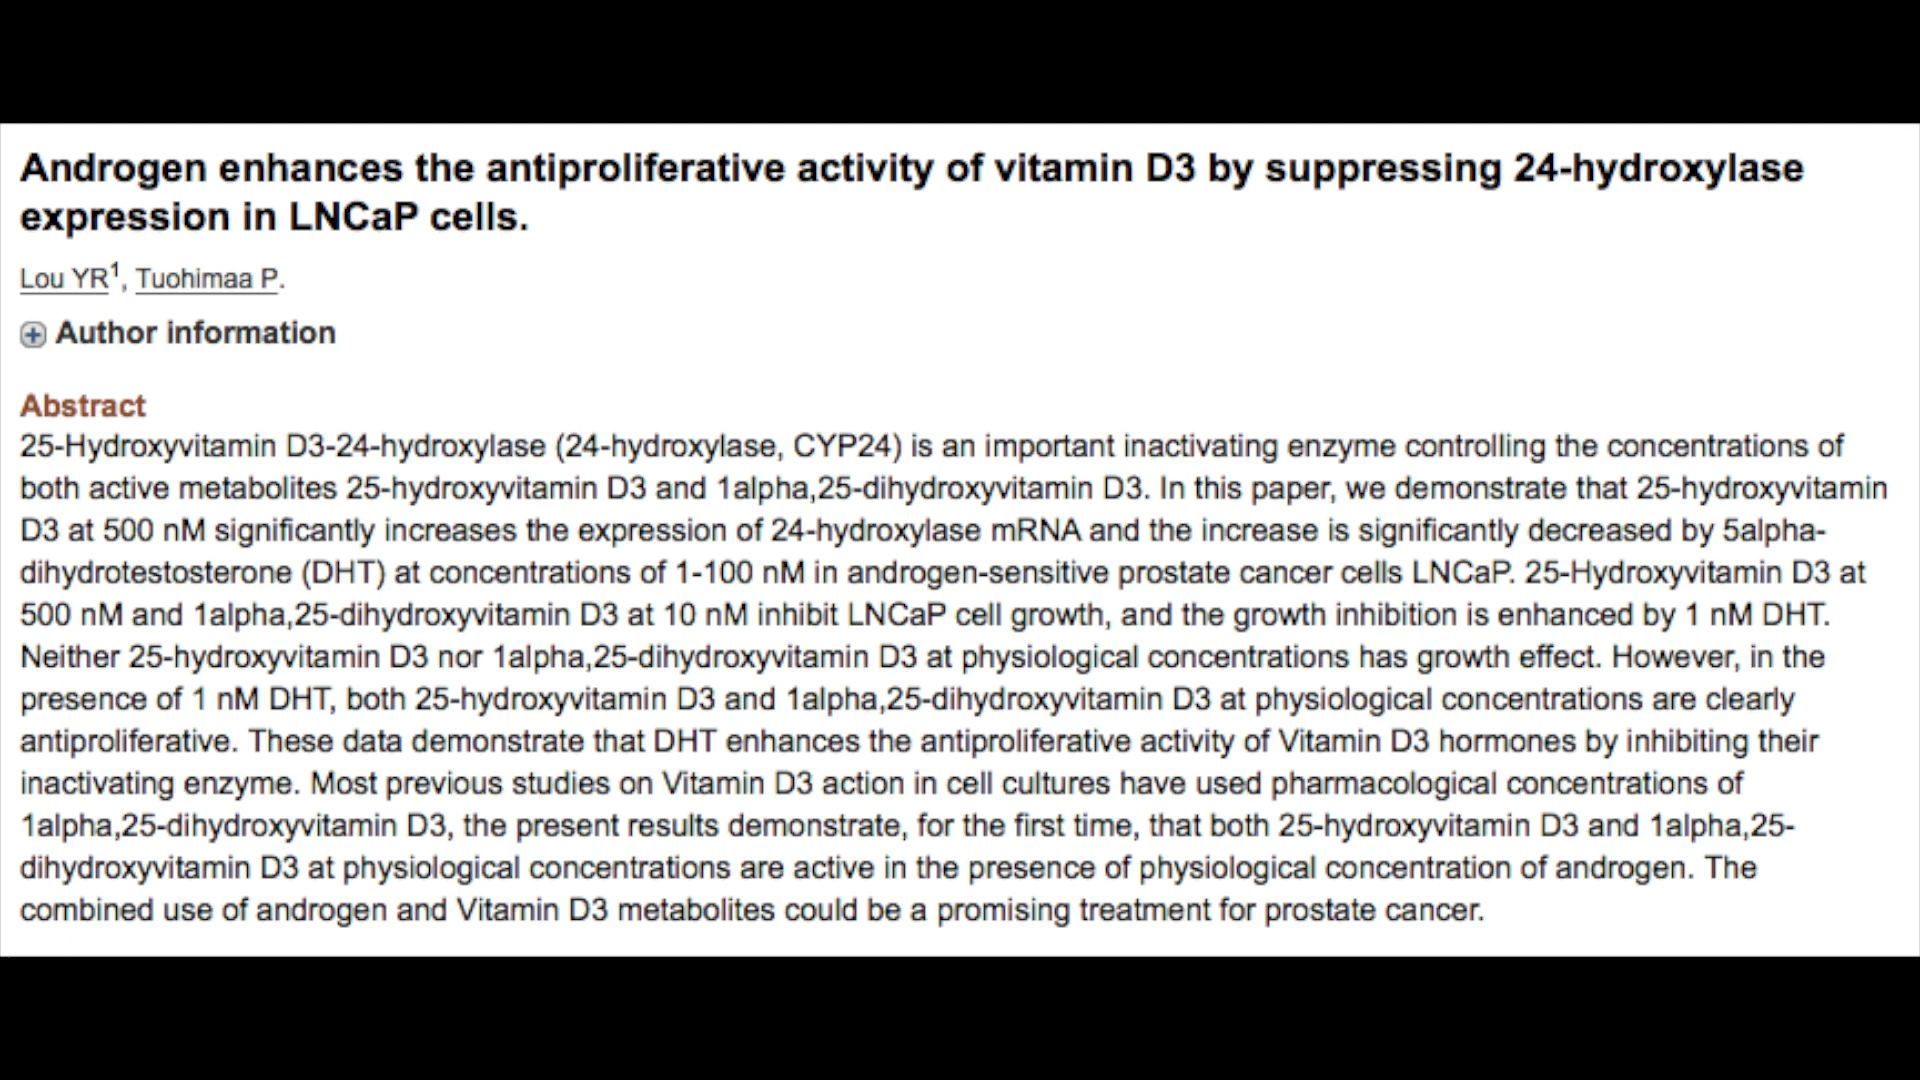 Androgen enhances the antiproliferative activity of vitamin D3 by suppressing 24-hydroxylase
expression in LNCaP cells.
Lou YR1, Tuohimaa P.
Author information
Abstract
25-Hydroxyvitamin D3-24-hydroxylase (24-hydroxylase, CYP24) is an important inactivating enzyme controlling the concentrations of
both active metabolites 25-hydroxyvitamin D3 and 1alpha,25-dihydroxyvitamin D3. In this paper, we demonstrate that 25-hydroxyvitamin
D3 at 500 nM significantly increases the expression of 24-hydroxylase mRNA and the increase is significantly decreased by 5alpha-
dihydrotestosterone (DHT) at concentrations of 1-100 nM in androgen-sensitive prostate cancer cells LNCaP. 25-Hydroxyvitamin D3 at
500 nM and 1alpha,25-dihydroxyvitamin D3 at 10 nM inhibit LNCaP cell growth, and the growth inhibition is enhanced by 1 nM DHT.
Neither 25-hydroxyvitamin D3 nor 1alpha,25-dihydroxyvitamin D3 at physiological concentrations has growth effect. However, in the
presence of 1 nM DHT, both 25-hydroxyvitamin D3 and 1alpha,25-dihydroxyvitamin D3 at physiological concentrations are clearly
antiproliferative. These data demonstrate that DHT enhances the antiproliferative activity of Vitamin D3 hormones by inhibiting their
inactivating enzyme. Most previous studies on Vitamin D3 action in cell cultures have used pharmacological concentrations of
1alpha,25-dihydroxyvitamin D3, the present results demonstrate, for the first time, that both 25-hydroxyvitamin D3 and 1alpha,25-
dihydroxyvitamin D3 at physiological concentrations are active in the presence of physiological concentration of androgen. The
combined use of androgen and Vitamin D3 metabolites could be a promising treatment for prostate cancer.